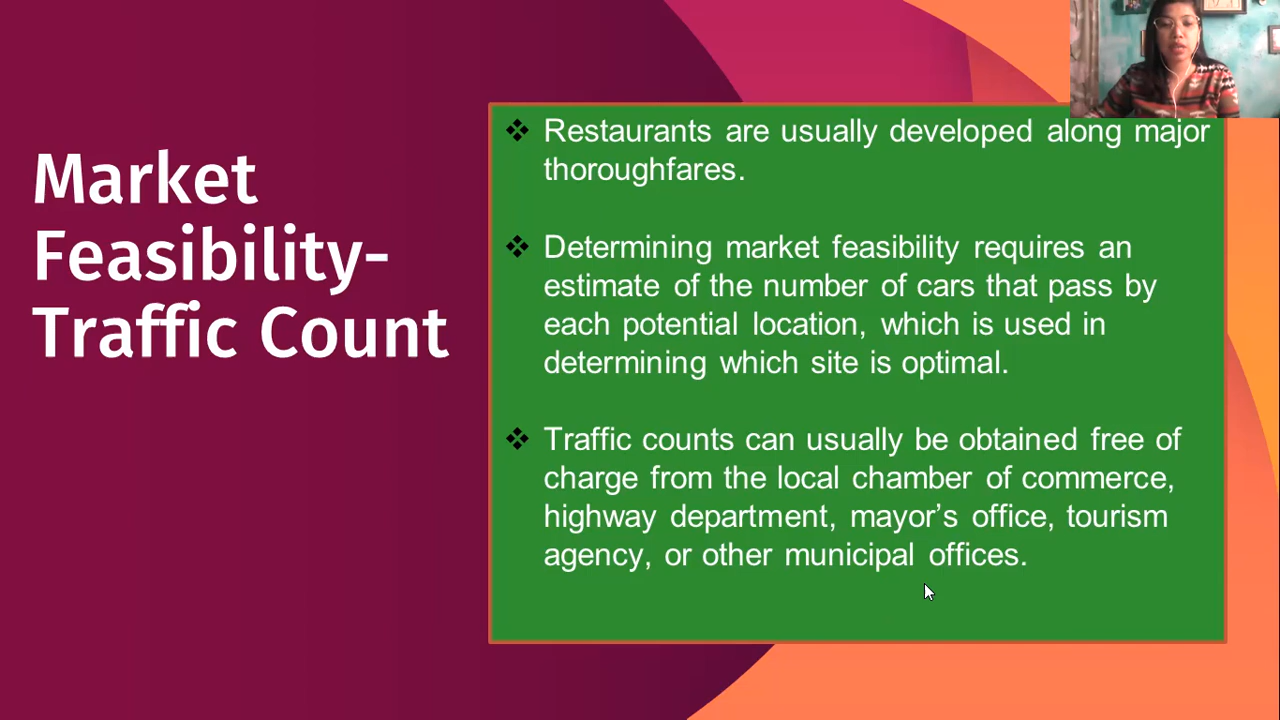 Market
Feasibility-
Traffic Count
❖ Restaurants are usually developed along major
thoroughfares.
❖ Determining market feasibility requires an
estimate of the number of cars that pass by
each potential location, which is used in
determining which site is optimal.
❖ Traffic counts can usually be obtained free of
charge from the local chamber of commerce,
highway department, mayor’s office, tourism
agency, or other municipal offices.